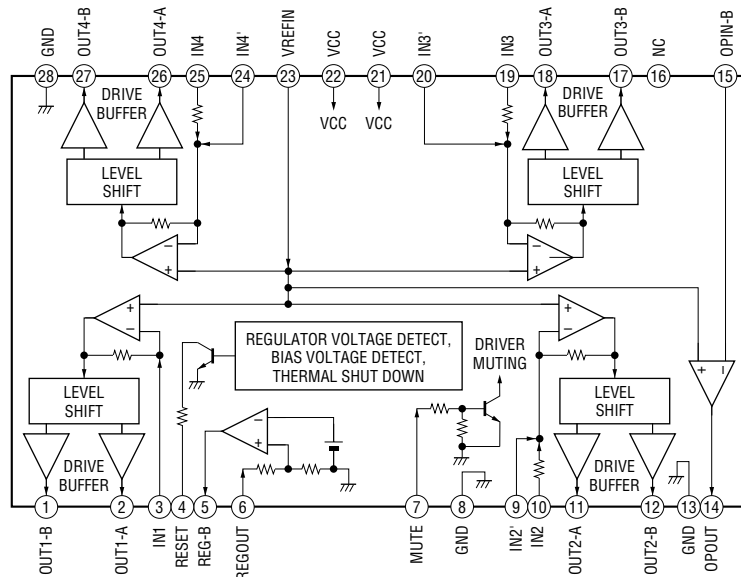 GND
OUT4-B
OUT4-A
IN4
IN4'
VREFIN
VCC
VCC
IN3'
IN3
OUT3-A
OUT3-B
NC
OPIN-B
28
27
26
25
24
23
22
21
20
19
18
17
16
15
DRIVE
BUFFER
VCC
VCC
DRIVE
BUFFER
LEVEL
SHIFT
LEVEL
SHIFT
−
+
−
+
+
−
+
−
REGULATOR VOLTAGE DETECT,
BIAS VOLTAGE DETECT,
THERMAL SHUT DOWN
DRIVER
MUTING
+
−
LEVEL
SHIFT
−
+
LEVEL
SHIFT
DRIVE
BUFFER
DRIVE
BUFFER
1
2
3
4
5
6
7
8
9
10
11
12
13
14
OUT1-B
OUT1-A
IN1
RESET
REG-B
REGOUT
MUTE
GND
IN2'
IN2
OUT2-A
OUT2-B
GND
OPOUT